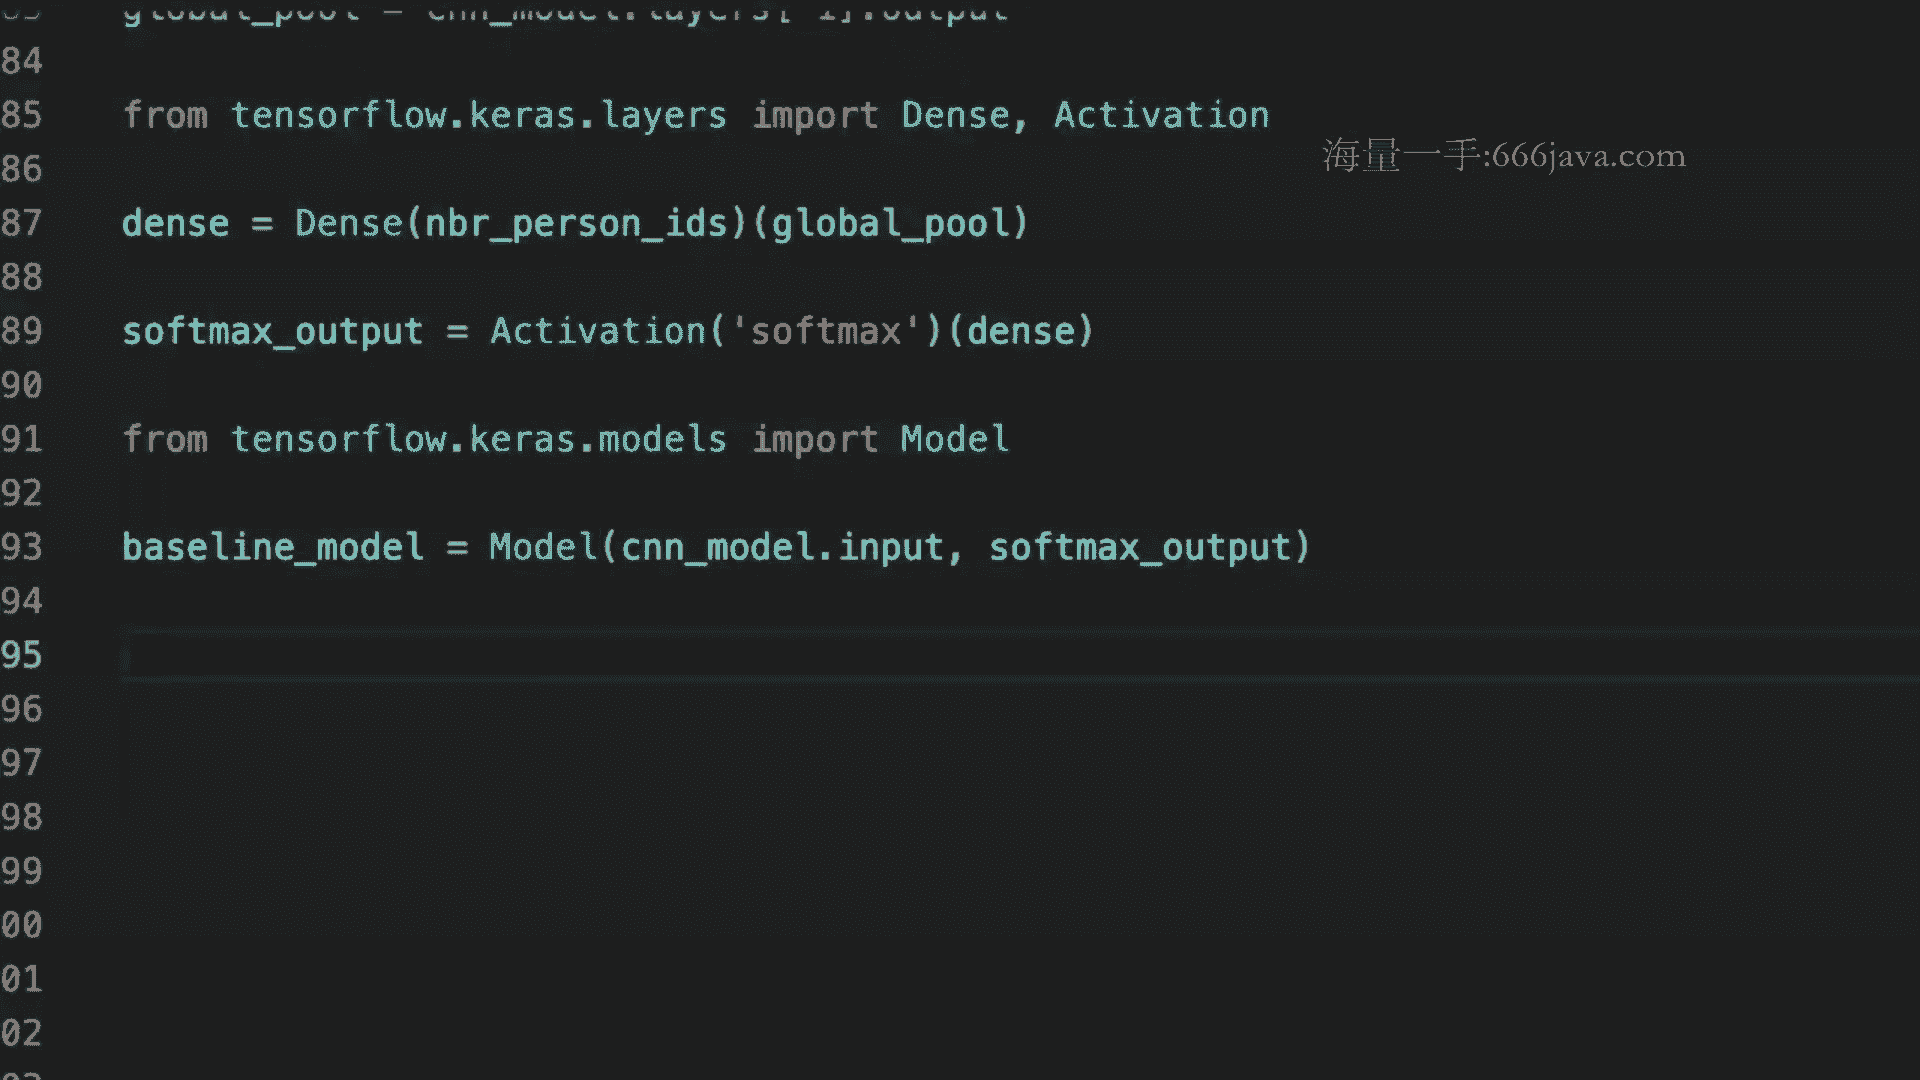 83 global_pool = cnn_model.layers[-1].output
84
85 from tensorflow.keras.layers import Dense, Activation
海量一手:666java.com
86
87 dense = Dense(nbr_person_ids)(global_pool)
88
89 softmax_output = Activation('softmax')(dense)
90
91 from tensorflow.keras.models import Model
92
93 baseline_model = Model(cnn_model.input, softmax_output)
94
95
96
97
98
99
00
01
02